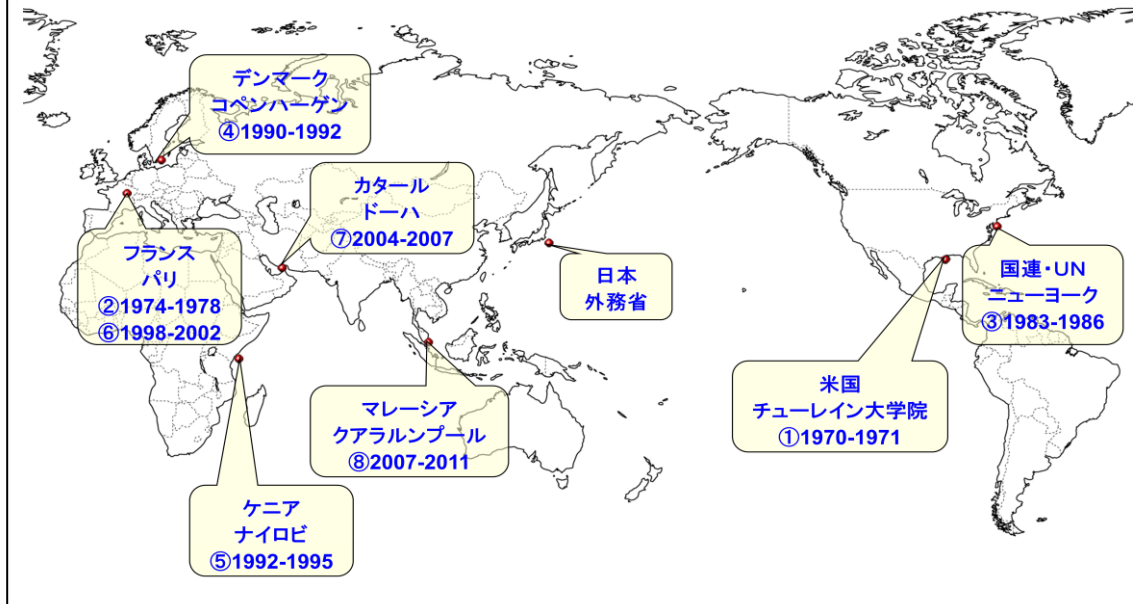 デンマーク
コペンハーゲン
④1990-1992
カタール
ドーハ
⑦2004-2007
フランス
パリ
②1974-1978
⑥1998-2002
日本
外務省
国連・UN
ニューヨーク
③1983-1986
米国
チューレイン大学院
①1970-1971
マレーシア
クアラルンプール
⑧2007-2011
ケニア
ナイロビ
⑤1992-1995